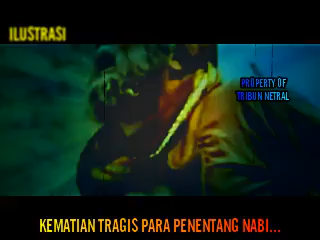 ILUSTRASI
PROPERTY OF
TRIBUN NETRAL
KEMATIAN TRAGIS PARA PENENTANG NABI...